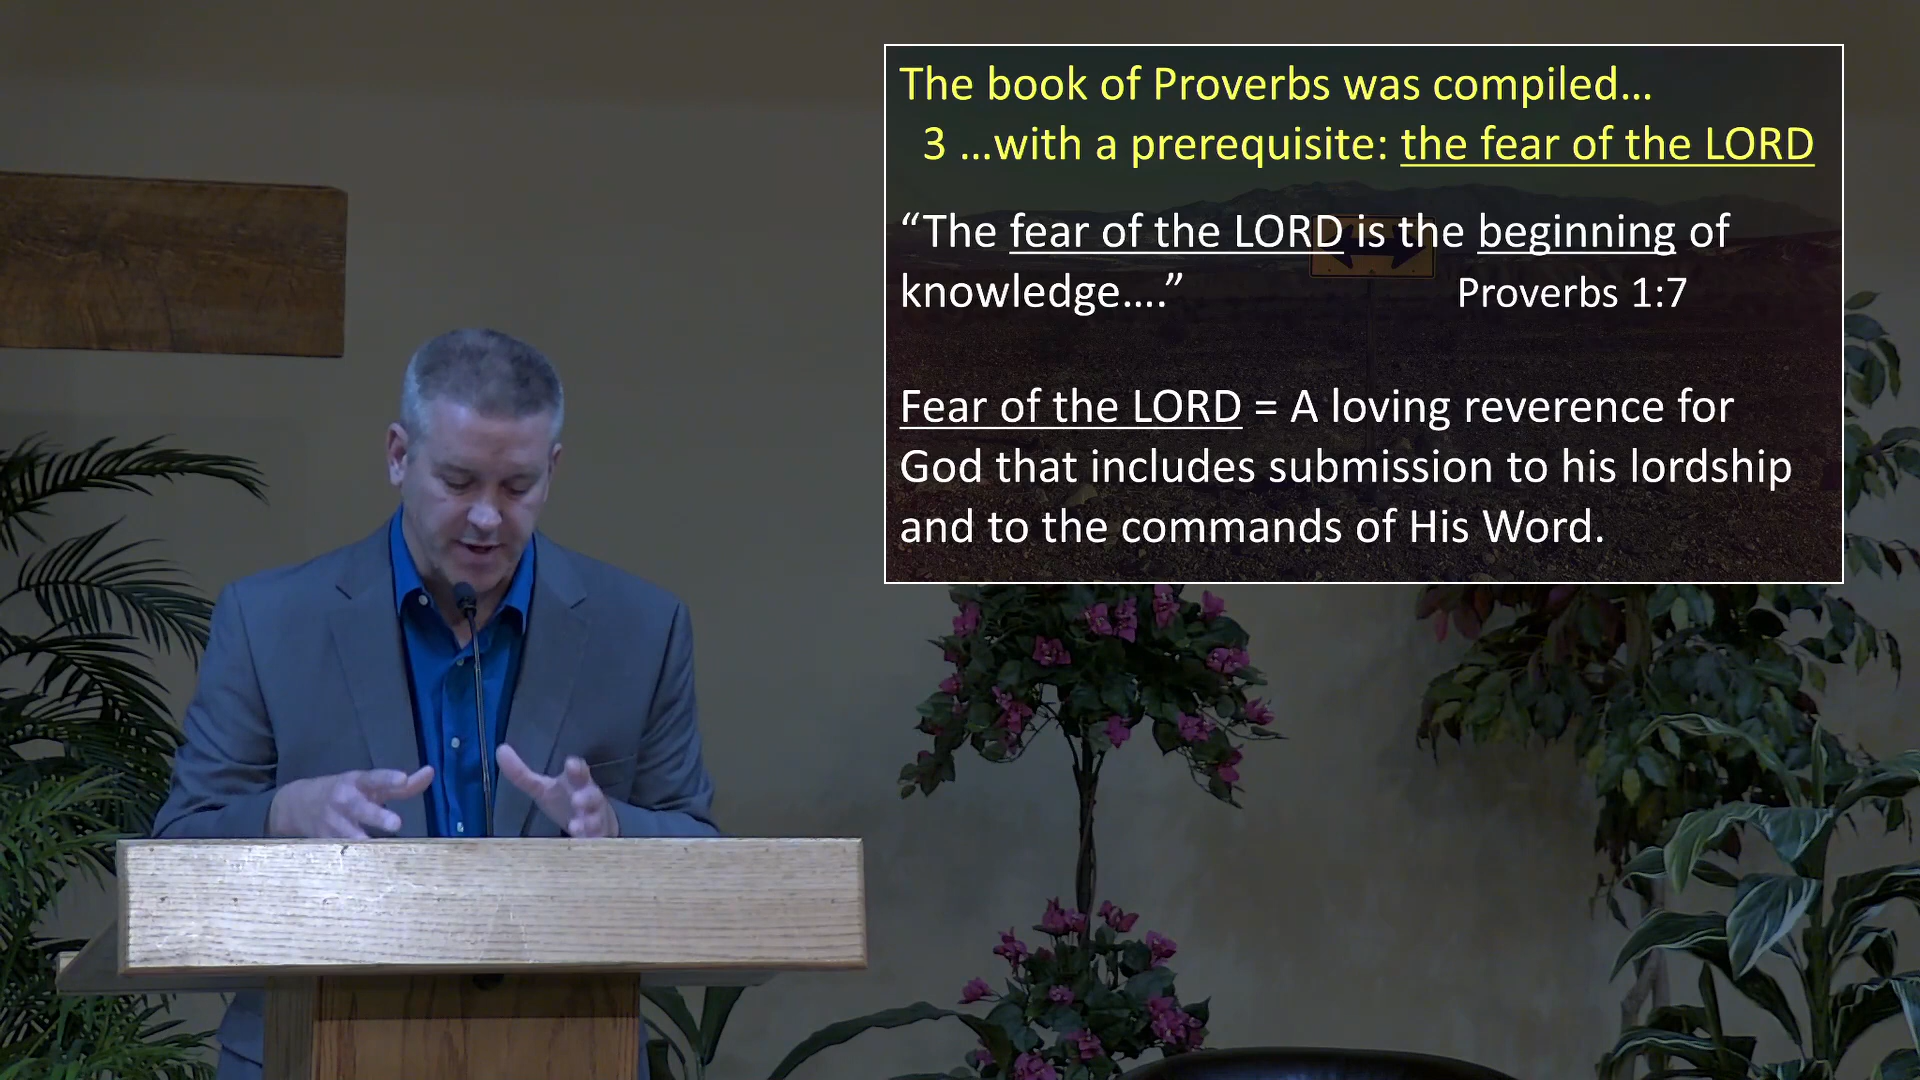 The book of Proverbs was compiled…
3 …with a prerequisite: the fear of the LORD
“The fear of the LORD is the beginning of
knowledge….” Proverbs 1:7
Fear of the LORD = A loving reverence for
God that includes submission to his lordship
and to the commands of His Word.